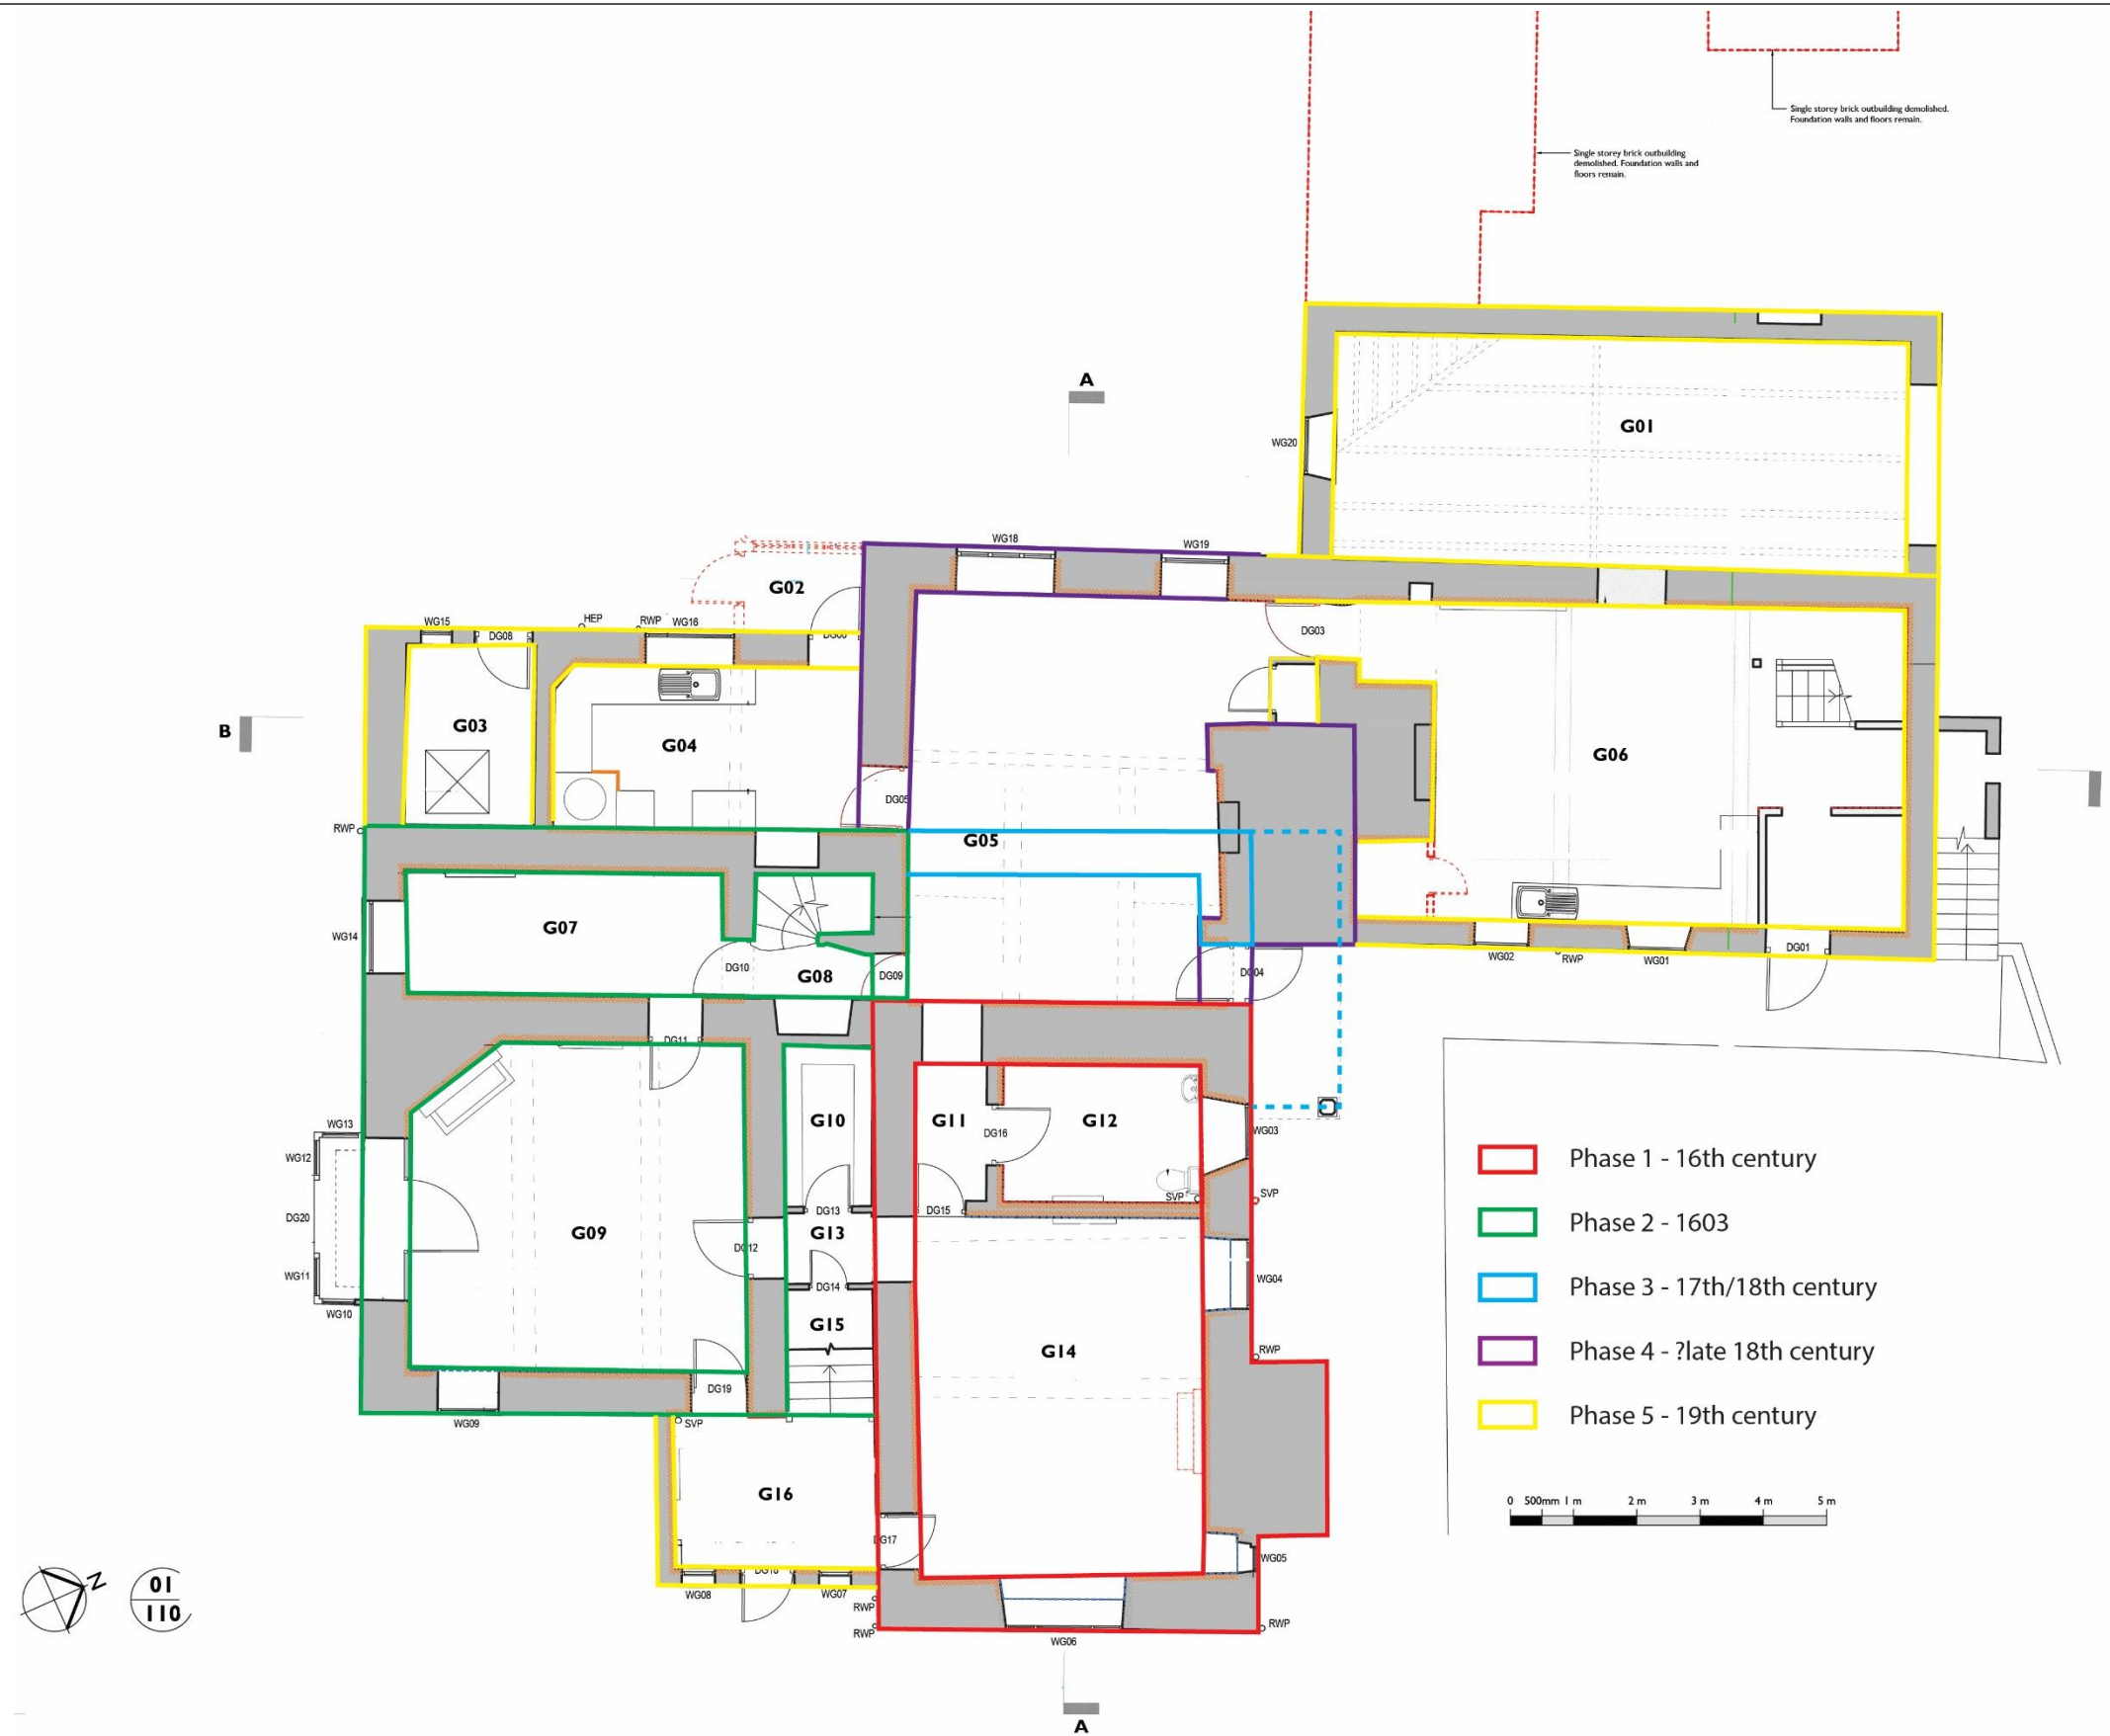 Single storey brick outbuilding demolished.
Foundation walls and floors remain.
Single storey brick outbuilding
demolished. Foundation walls and
floors remain.
A
G01
WG20
WG18
WG19
G02
HEP
RWP
WG16
WG15
DG08
DG03
G03
G04
B
G06
DG05
G05
RWP
G07
WG14
DG10
G08
DG09
DG04
WG02
RWP
WG01
DG01
DG11
G10
G11
G12
DG16
WG03
WG13
WG12
SVP
SVP
DG20
DG13
DG15
G09
G13
DG12
WG11
DG14
WG04
WG10
G15
G14
RWP
DG19
WG09
SVP
G16
DG17
WG05
WG08
WG07
RWP
RWP
RWP
WG06
A
Phase 1 - 16th century
Phase 2 - 1603
Phase 3 - 17th/18th century
Phase 4 - ?late 18th century
Phase 5 - 19th century
0 500mm 1 m 2 m 3 m 4 m 5 m
N
01
110